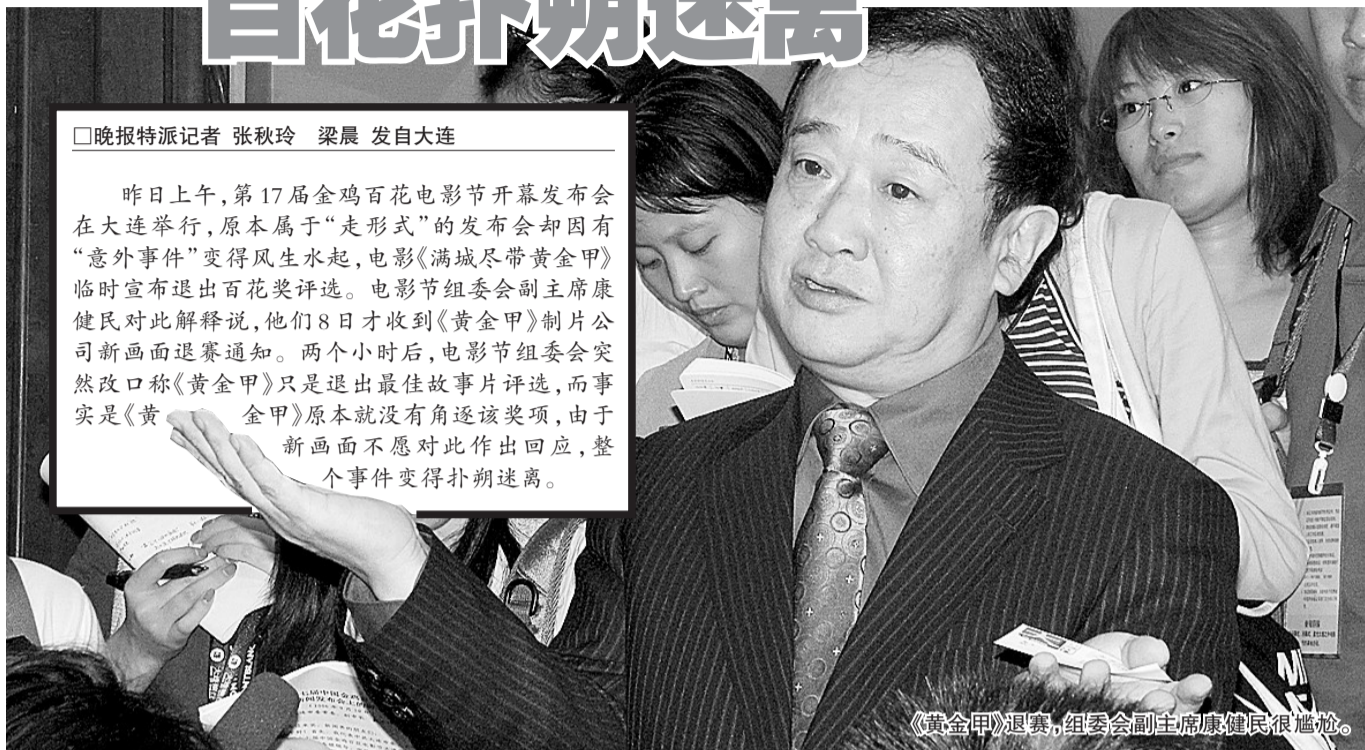 百花扑朔迷离
□晚报特派记者 张秋玲 梁晨 发自大连
昨日上午,第17届金鸡百花电影节开幕发布会
在大连举行,原本属于“走形式”的发布会却因有
“意外事件”变得风生水起,电影《满城尽带黄金甲》
临时宣布退出百花奖评选。电影节组委会副主席康
健民对此解释说,他们8日才收到《黄金甲》制片公
司新画面退赛通知。两个小时后,电影节组委会突
然改口称《黄金甲》只是退出最佳故事片评选,而事
实是《黄金甲》原本就没有角逐该奖项,由于
新画面不愿对此作出回应,整
个事件变得扑朔迷离。
《黄金甲》退赛,组委会副主席康健民很尴尬。